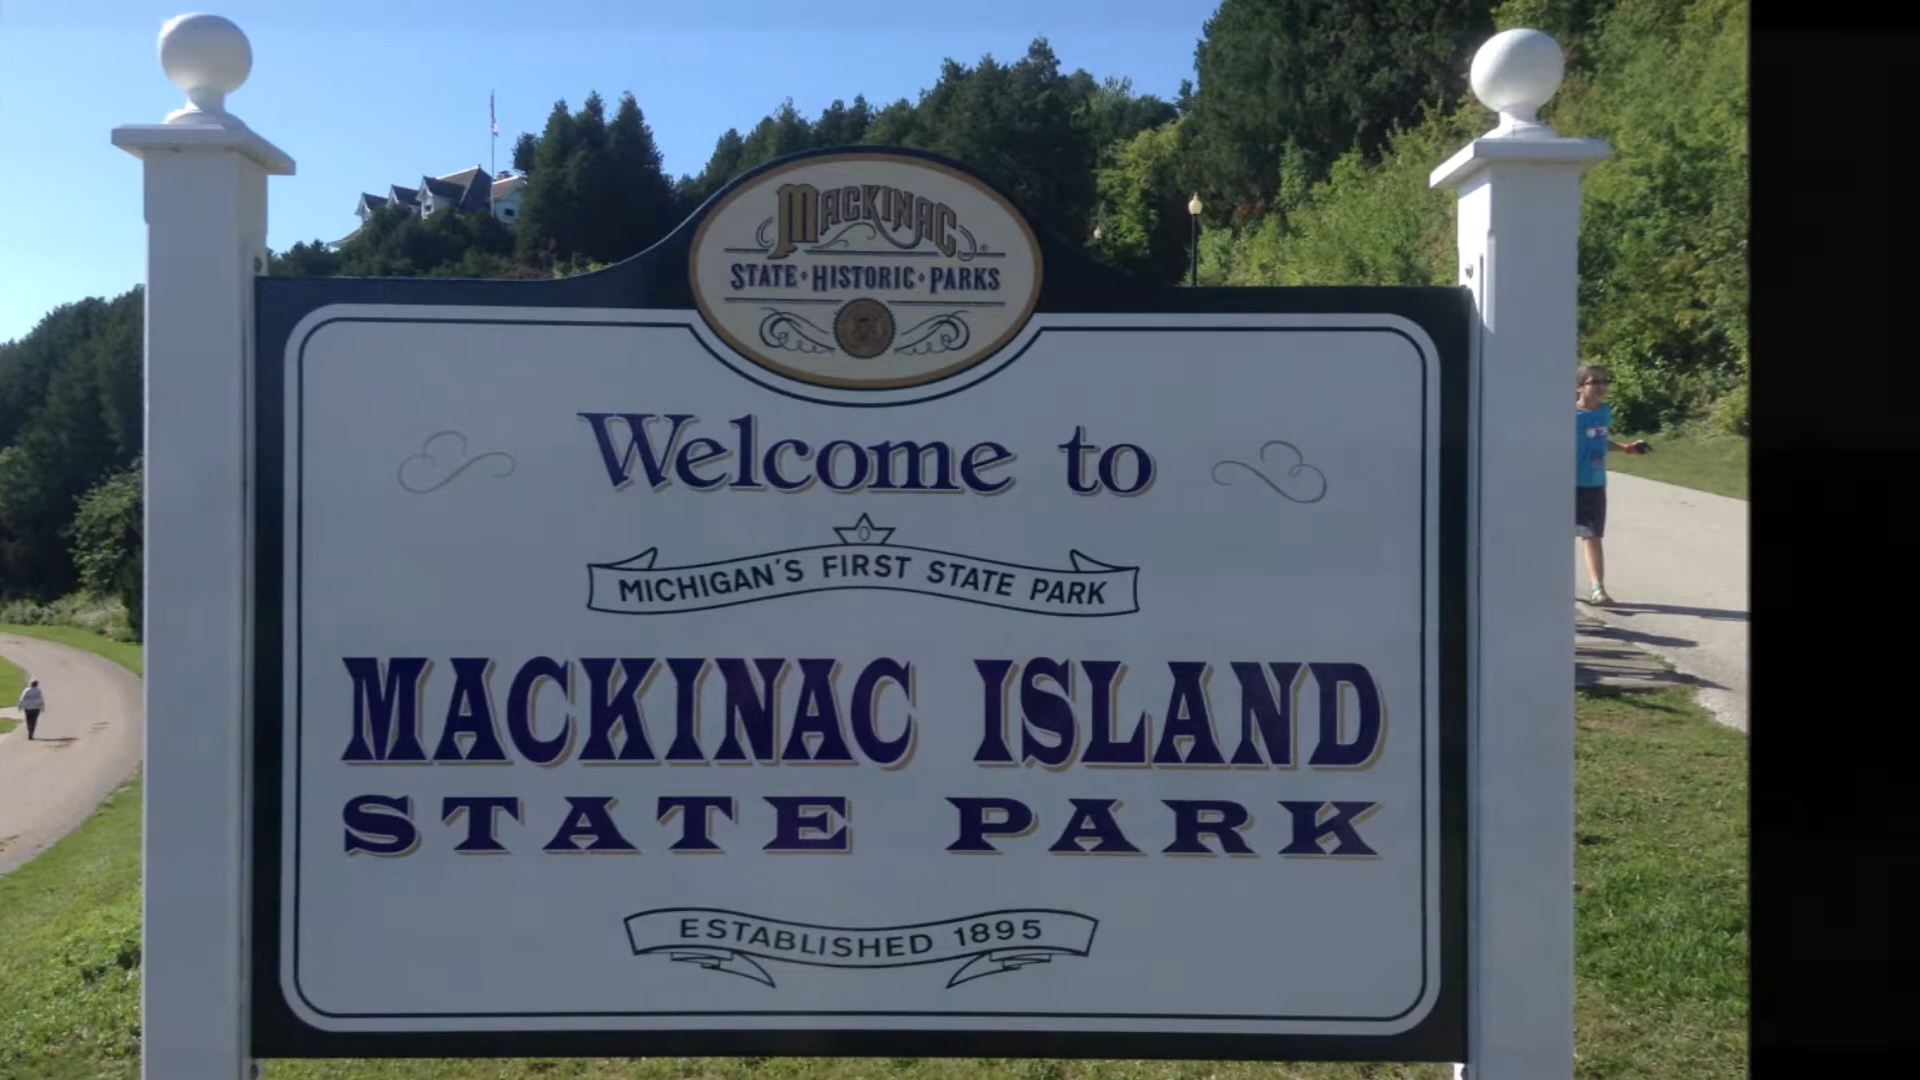 MACKINAC
STATE • HISTORIC • PARKS
Welcome to
MICHIGAN'S FIRST STATE PARK
MACKINAC ISLAND
STATE PARK
ESTABLISHED 1895